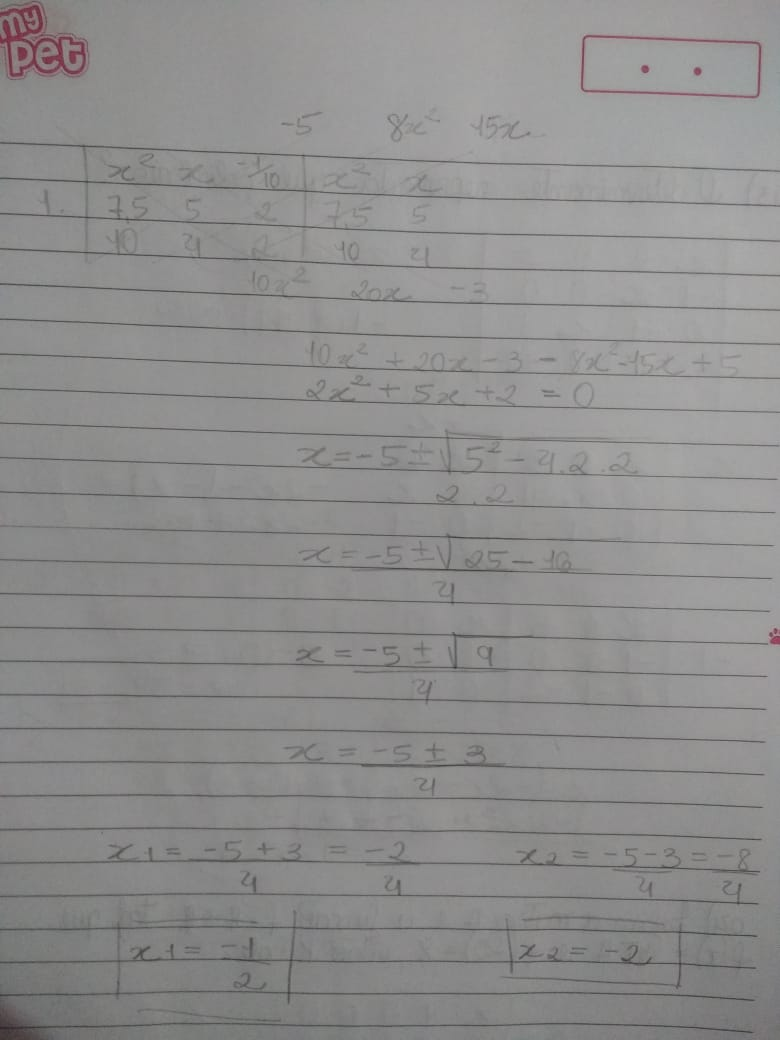 my
pet
-5 8x² 15x
x² x -1/10 x² x
1. 7,5 5 2 7,5 5
10 4 2 10 4
10x² 20x -3
10x² + 20x - 3 - 8x² - 15x + 5
2x² + 5x + 2 = 0
x = -5 ± √5² - 4.2.2
2.2
x = -5 ± √25 - 16
4
x = -5 ± √9
4
x = -5 ± 3
4
x1 = -5 + 3 = -2 x2 = -5 - 3 = -8
4 4 4 4
x1 = -1 x2 = -2
2